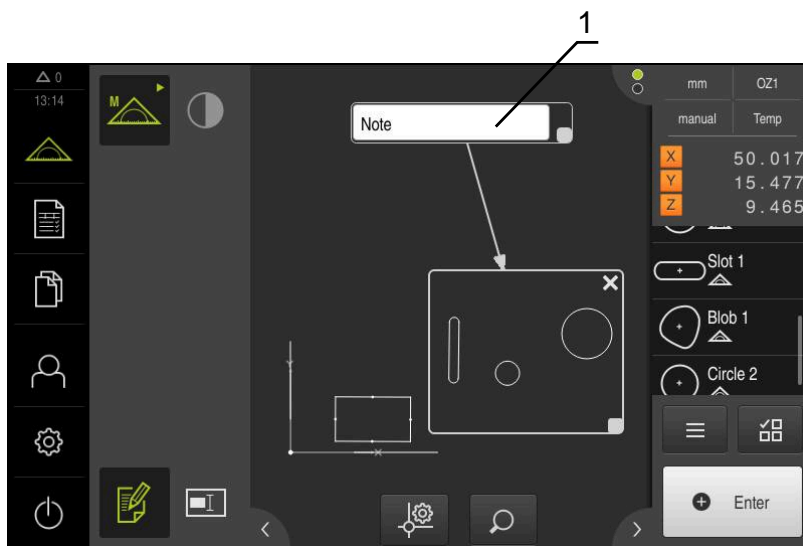 1
0
13:14
M
Note
mm
OZ1
manual
Temp
X 50.017
Y 15.477
Z 9.465
Slot 1
Blob 1
Circle 2
Y
X
Enter